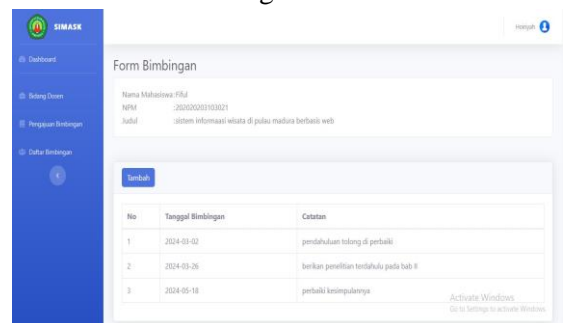 SIMASK
Homyah
Dashboard
Form Bimbingan
Bidang Dosen
Nama Mahasiswa :Fiful
NPM :202020203103021
Judul :sistem informaasi wisata di pulau madura berbasis web
Pengajuan Bimbingan
Daftar Bimbingan
Tambah
No Tanggal Bimbingan Catatan
1 2024-03-02 pendahuluan tolong di perbaiki
2 2024-03-26 berikan penelitian terdahulu pada bab II
3 2024-05-18 perbaiki kesimpulannya
Activate Windows
Go to Settings to activate Windows.